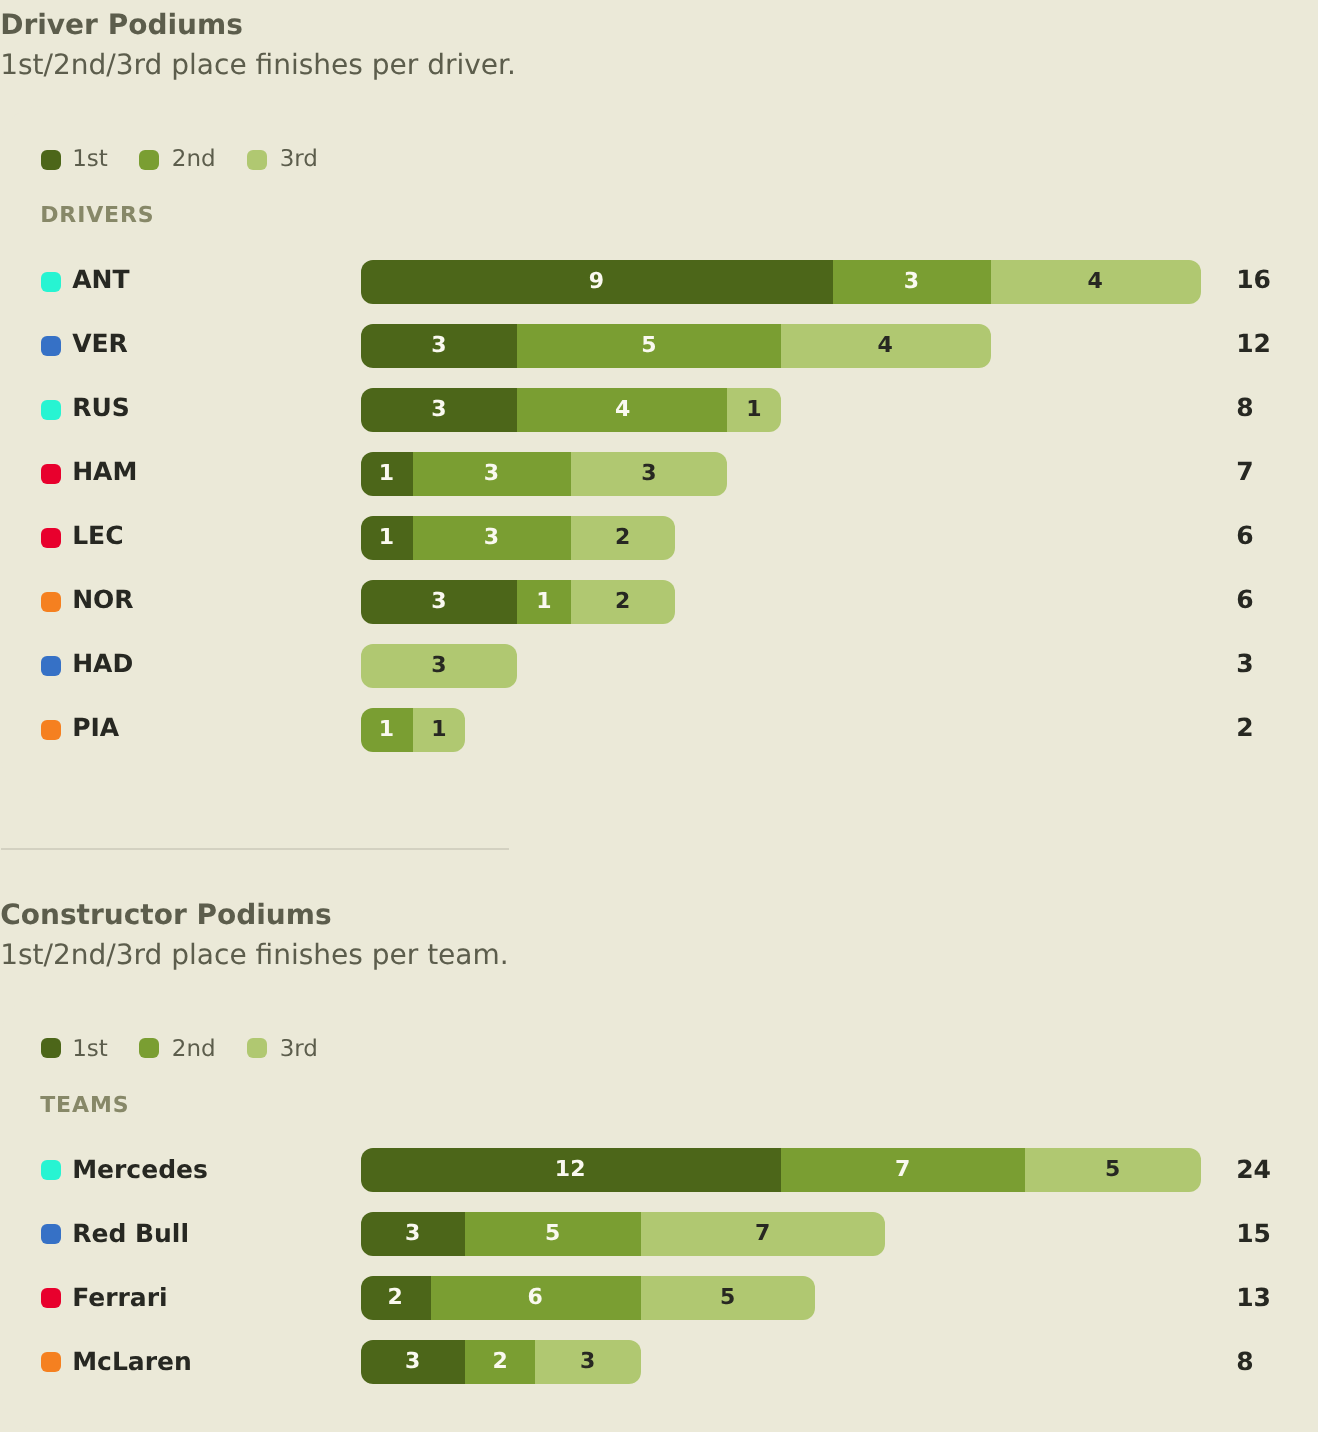 Driver Podiums
1st/2nd/3rd place finishes per driver.
1st 2nd 3rd
DRIVERS
ANT 9 3 4 16
VER 3 5 4 12
RUS 3 4 1 8
HAM 1 3 3 7
LEC 1 3 2 6
NOR 3 1 2 6
HAD 3 3
PIA 1 1 2
Constructor Podiums
1st/2nd/3rd place finishes per team.
1st 2nd 3rd
TEAMS
Mercedes 12 7 5 24
Red Bull 3 5 7 15
Ferrari 2 6 5 13
McLaren 3 2 3 8